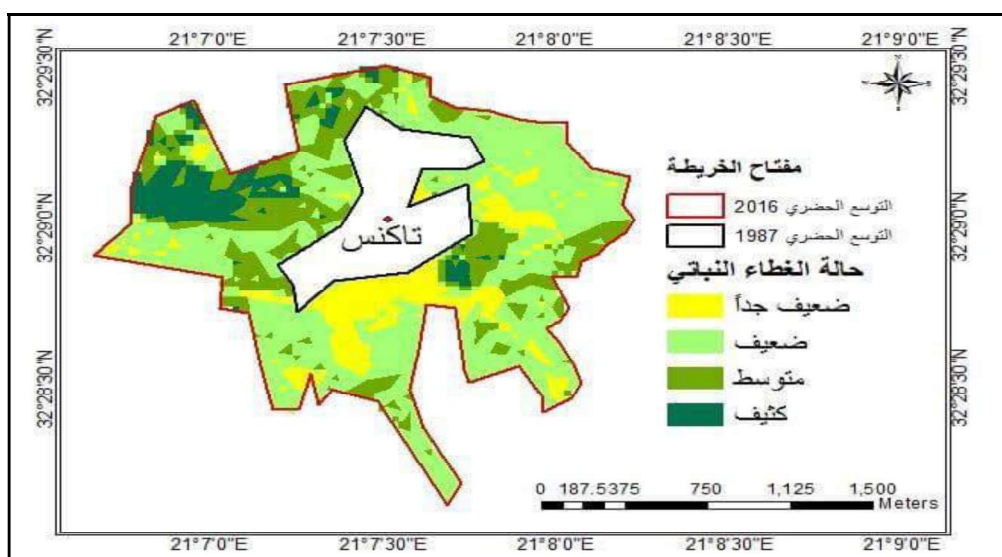 21°7'0"E 21°7'30"E 21°8'0"E 21°8'30"E 21°9'0"E
32°29'30"N 32°29'30"N
مفتاح الخريطة
التوسع الحضري 2016
التوسع الحضري 1987
32°29'0"N 32°29'0"N
تاكنس
حالة الغطاء النباتي
ضعيف جداً
ضعيف
متوسط
كثيف
32°28'30"N 32°28'30"N
0 187.5 375 750 1,125 1,500
Meters
21°7'0"E 21°7'30"E 21°8'0"E 21°8'30"E 21°9'0"E